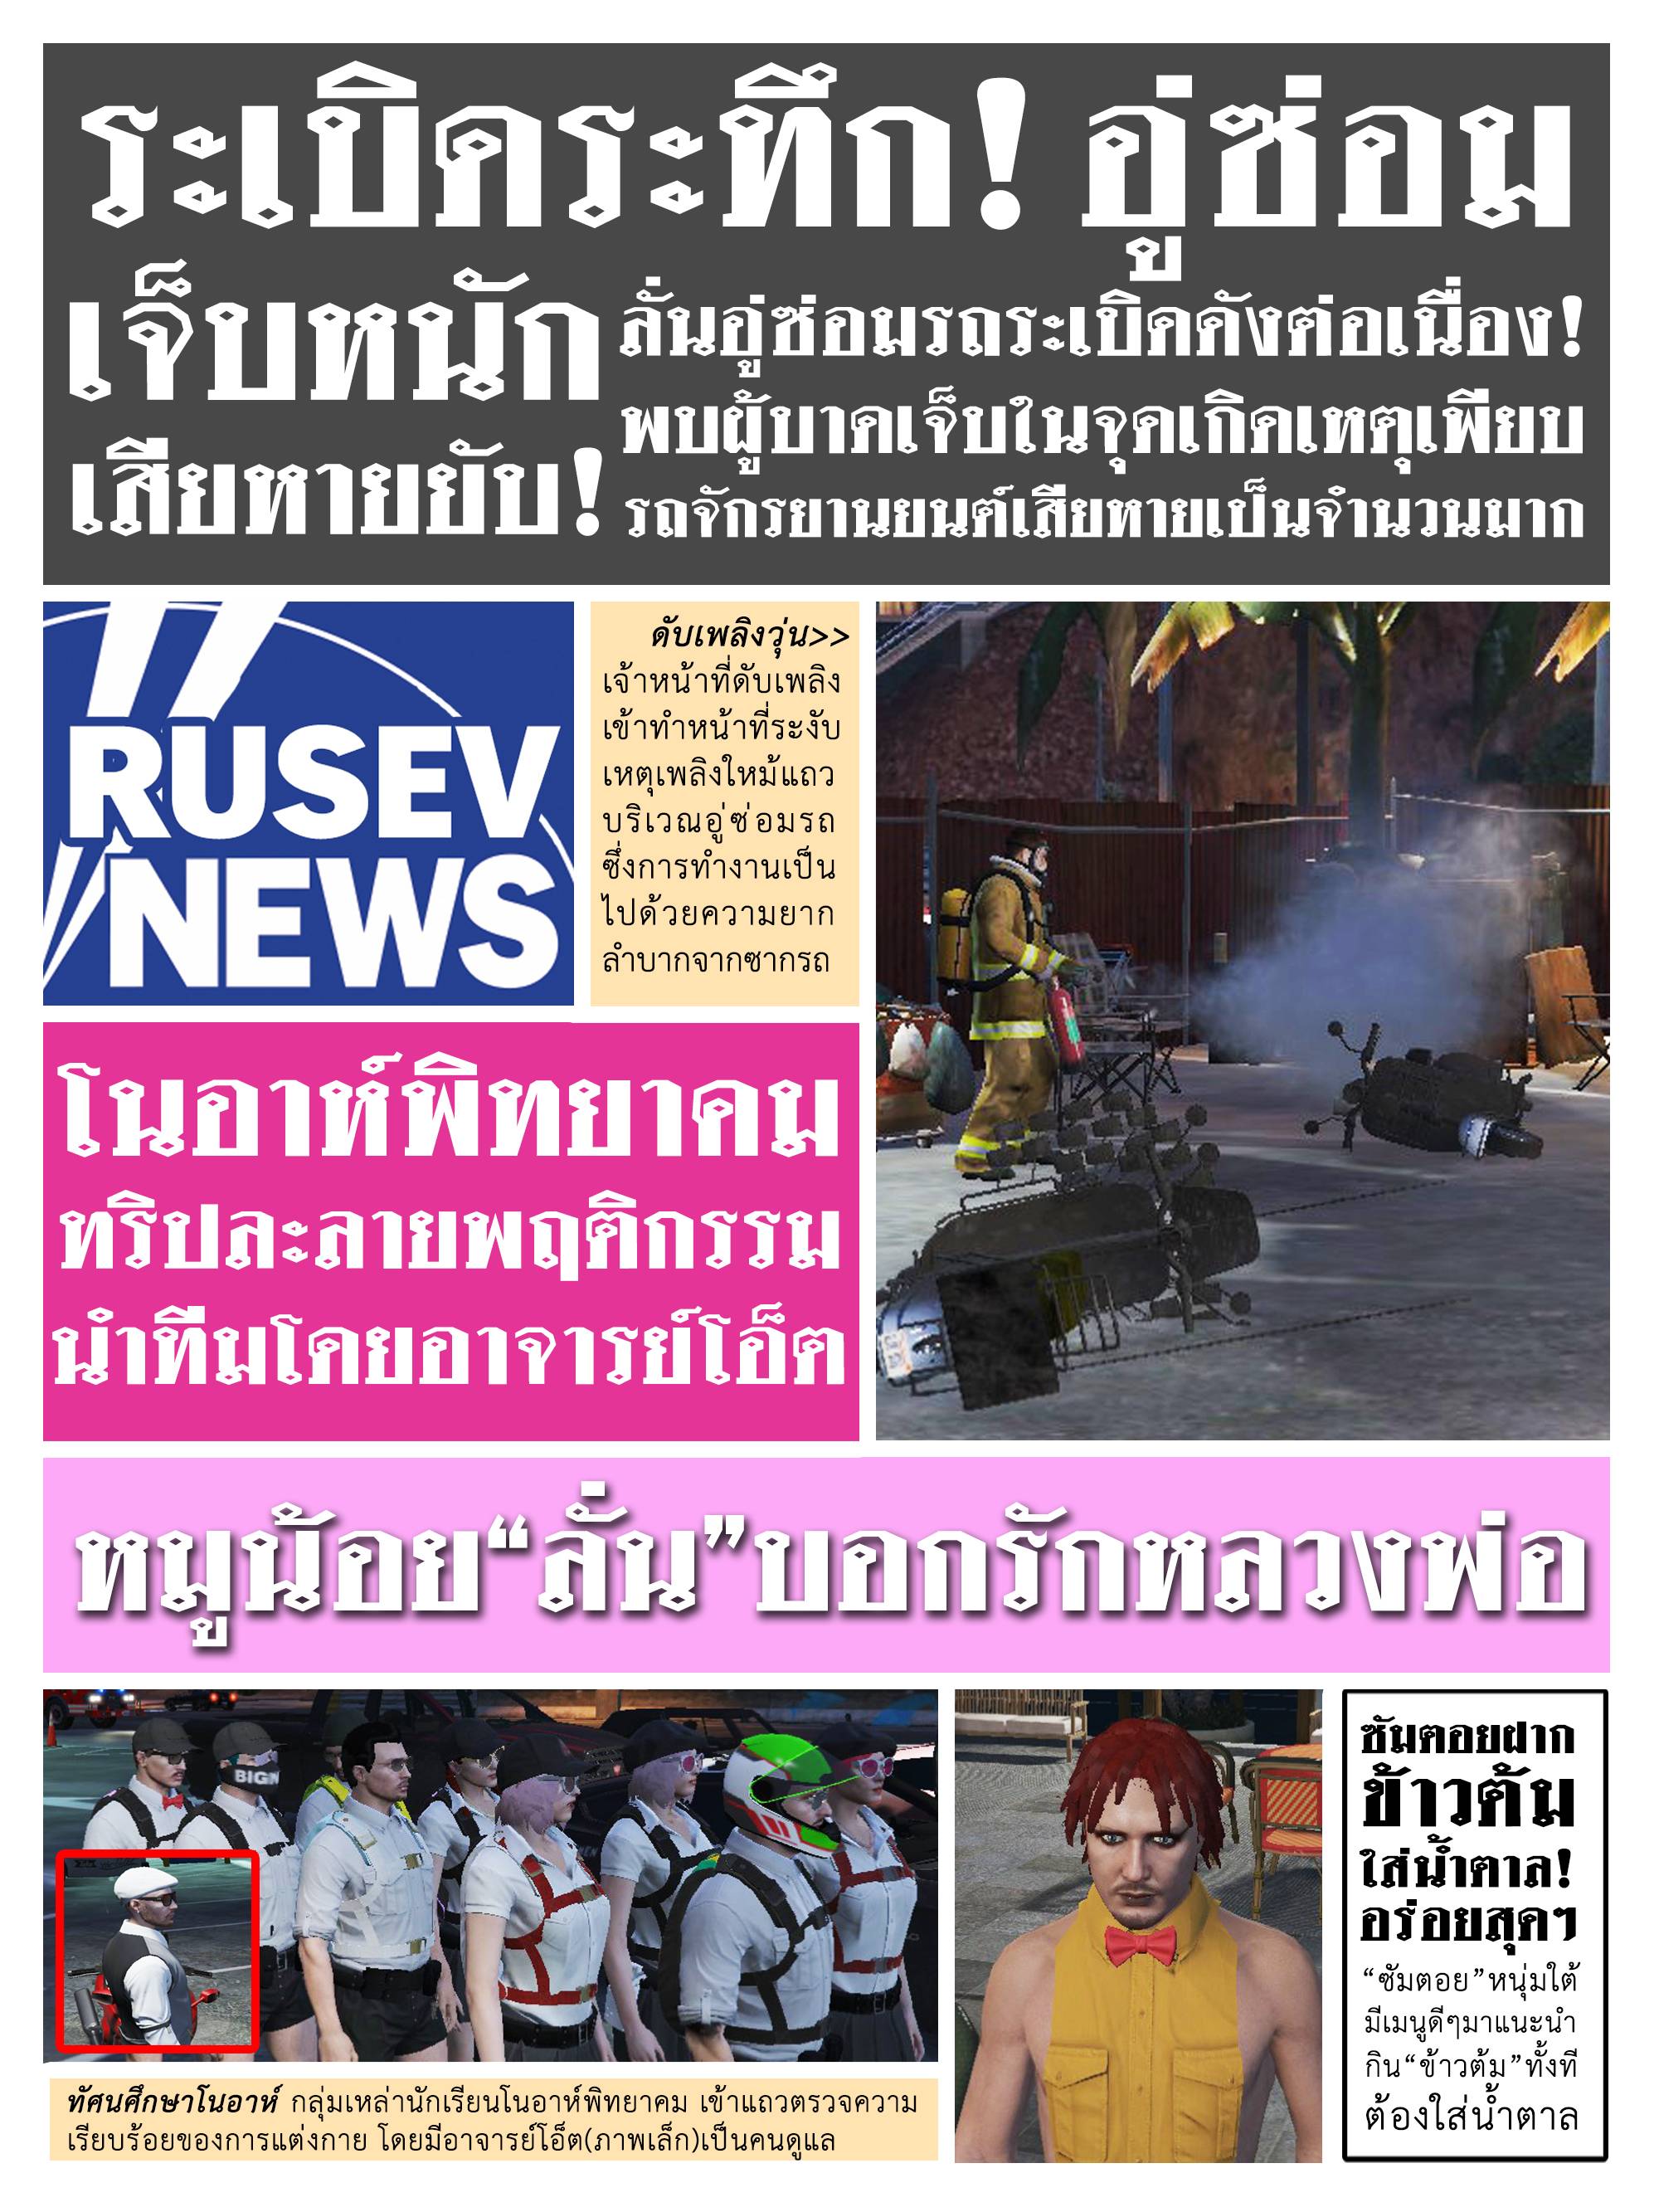 ระเบิดระทึก! อู่ซ่อม
เจ็บหนัก
เสียหายยับ!
ลั่นอู่ซ่อมรถระเบิดดังต่อเนื่อง!
พบผู้บาดเจ็บในจุดเกิดเหตุเพียบ
รถจักรยานยนต์เสียหายเป็นจำนวนมาก
RUSEV
NEWS
ดับเพลิงวุ่น>>
เจ้าหน้าที่ดับเพลิง
เข้าทำหน้าที่ระงับ
เหตุเพลิงใหม้แถว
บริเวณอู่ซ่อมรถ
ซึ่งการทำงานเป็น
ไปด้วยความยาก
ลำบากจากซากรถ
โนอาห์พิทยาคม
ทริปละลายพฤติกรรม
นำทีมโดยอาจารย์โอ็ต
หมูน้อย“ลั่น”บอกรักหลวงพ่อ
BIGN
ทัศนศึกษาโนอาห์ กลุ่มเหล่านักเรียนโนอาห์พิทยาคม เข้าแถวตรวจความ
เรียบร้อยของการแต่งกาย โดยมีอาจารย์โอ็ต(ภาพเล็ก)เป็นคนดูแล
ซัมตอยฝาก
ข้าวต้ม
ใส่น้ำตาล!
อร่อยสุดๆ
“ซัมตอย”หนุ่มใต้
มีเมนูดีๆมาแนะนำ
กิน“ข้าวต้ม”ทั้งที
ต้องใส่น้ำตาล